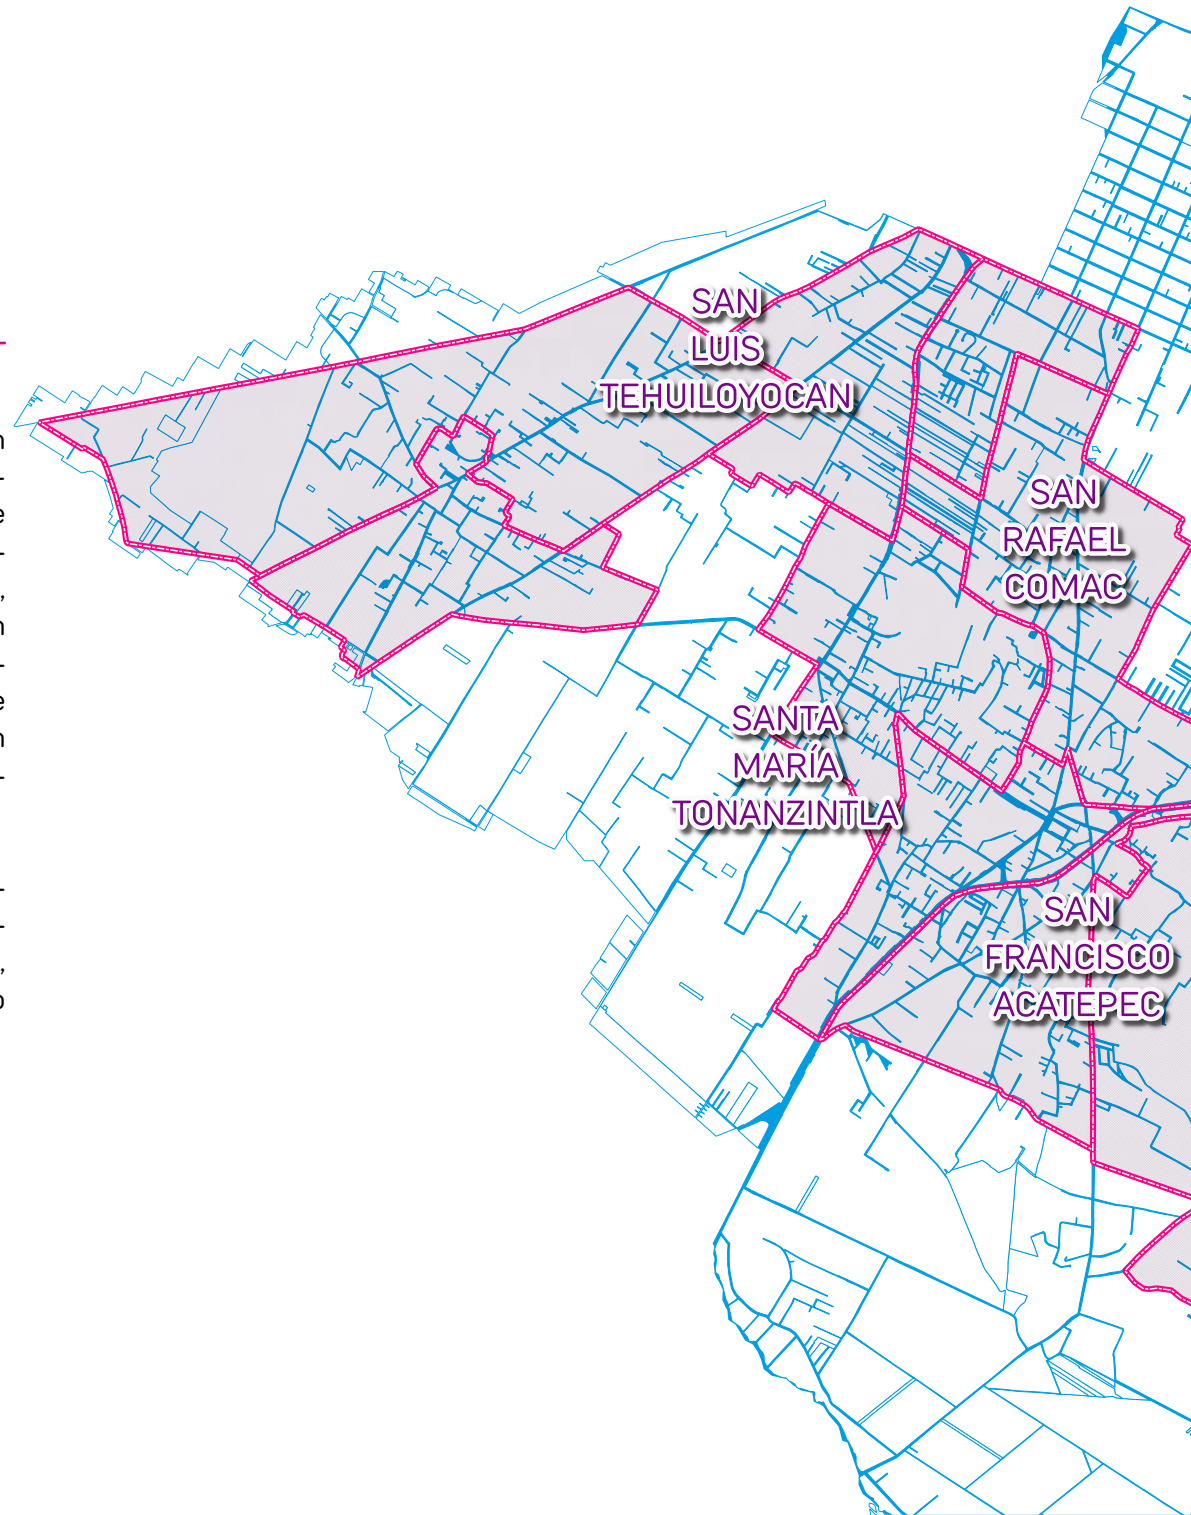 SAN
LUIS
TEHUILOYOCAN
SAN
RAFAEL
COMAC
SANTA
MARÍA
TONANZINTLA
SAN
FRANCISCO
ACATEPEC